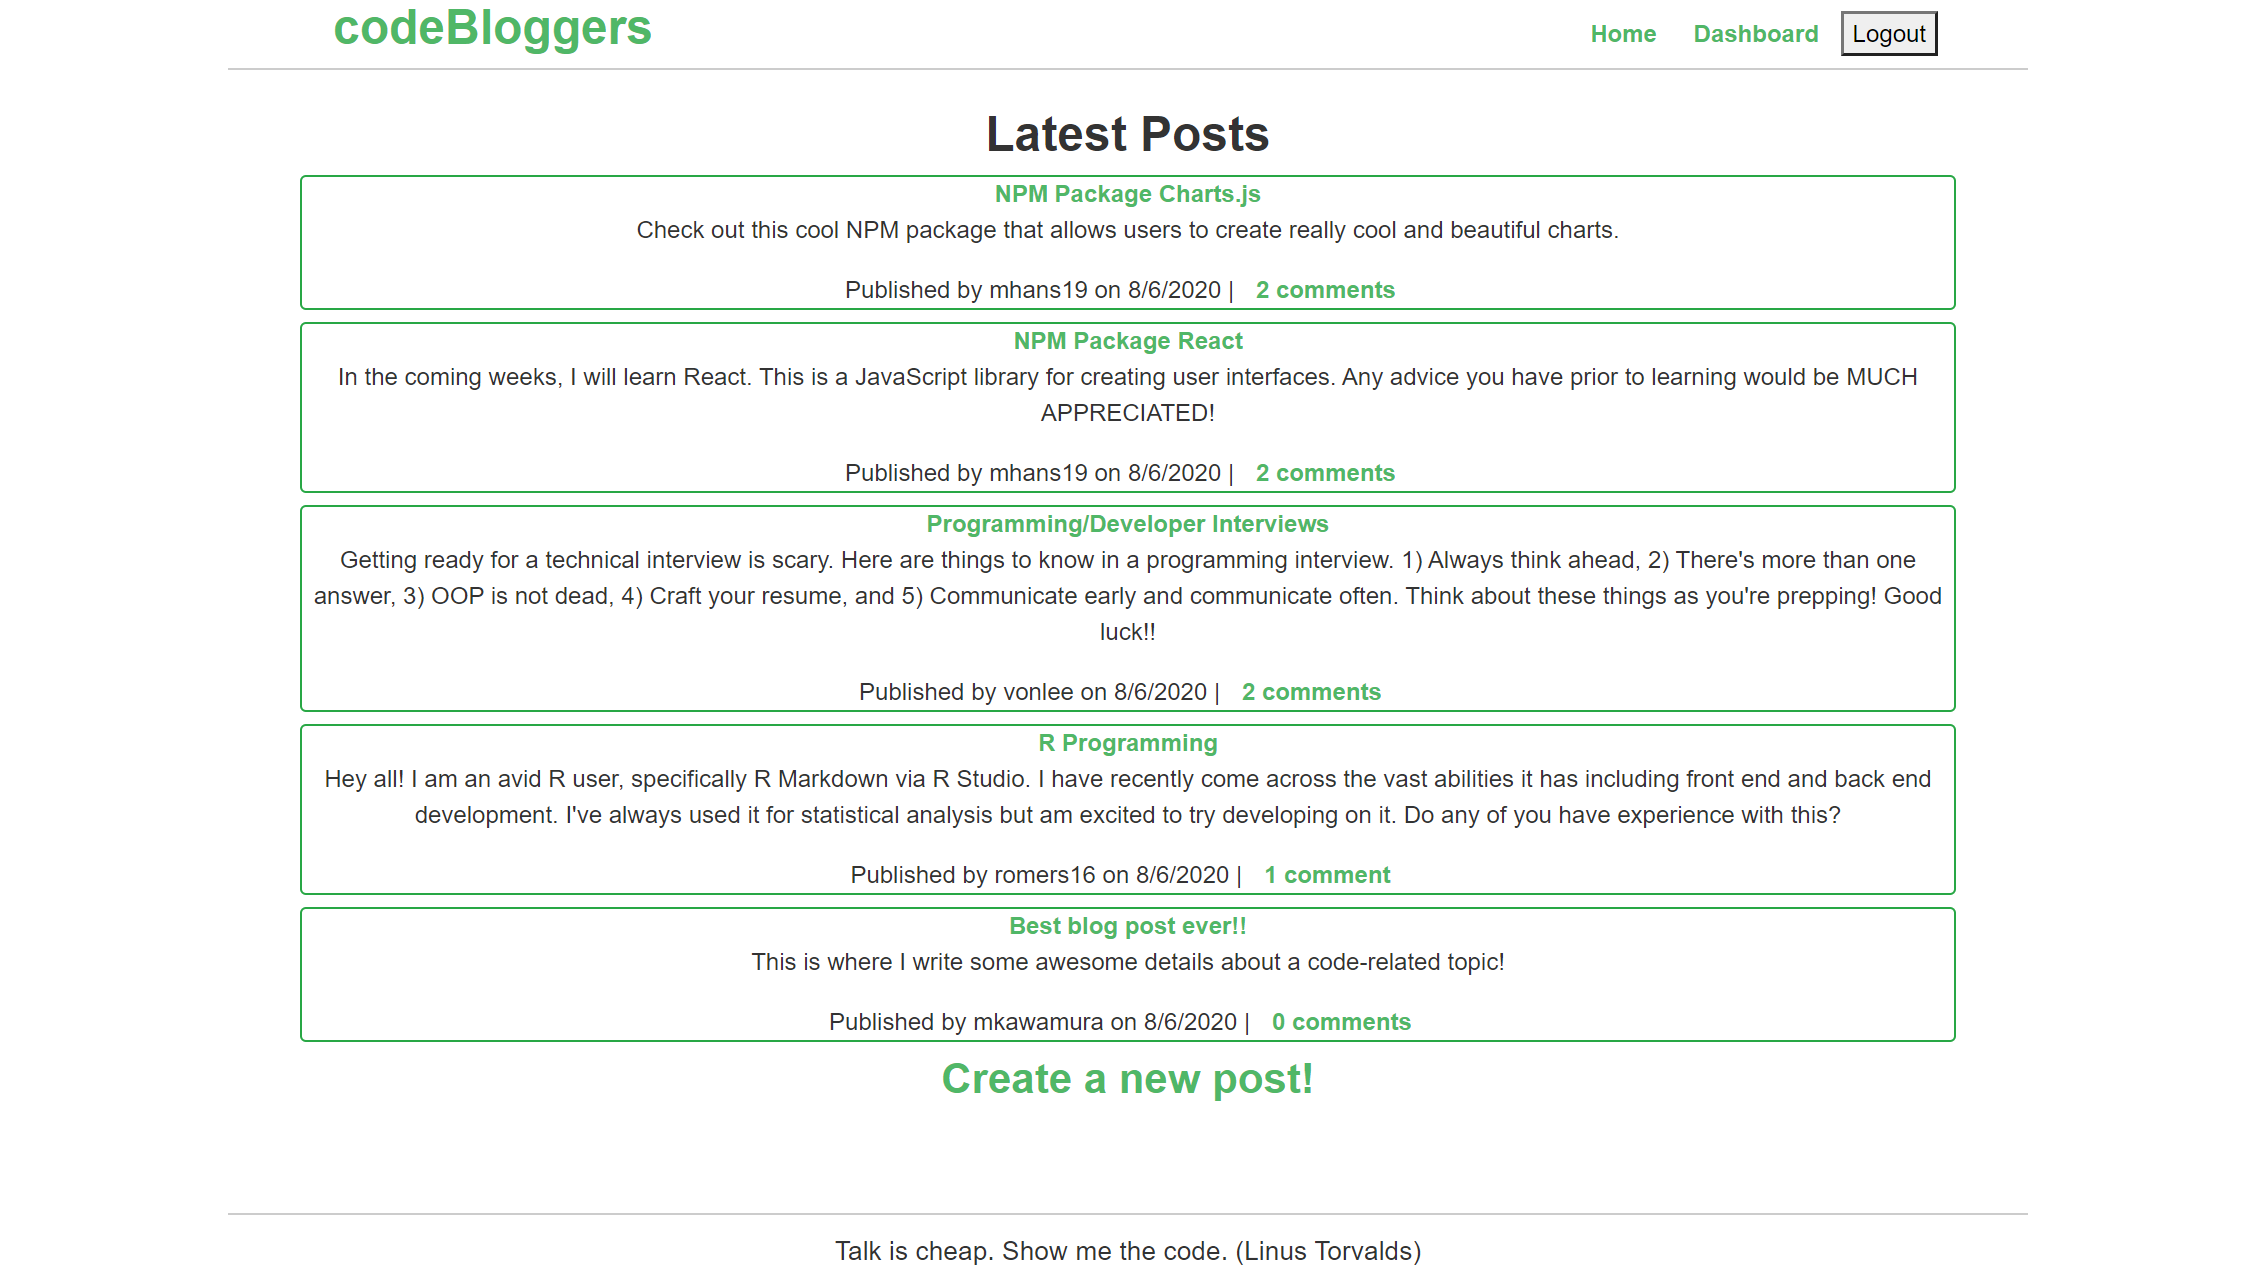 codeBloggers
Home Dashboard Logout
Latest Posts
NPM Package Charts.js
Check out this cool NPM package that allows users to create really cool and beautiful charts.
Published by mhans19 on 8/6/2020 | 2 comments
NPM Package React
In the coming weeks, I will learn React. This is a JavaScript library for creating user interfaces. Any advice you have prior to learning would be MUCH
APPRECIATED!
Published by mhans19 on 8/6/2020 | 2 comments
Programming/Developer Interviews
Getting ready for a technical interview is scary. Here are things to know in a programming interview. 1) Always think ahead, 2) There's more than one
answer, 3) OOP is not dead, 4) Craft your resume, and 5) Communicate early and communicate often. Think about these things as you're prepping! Good
luck!!
Published by vonlee on 8/6/2020 | 2 comments
R Programming
Hey all! I am an avid R user, specifically R Markdown via R Studio. I have recently come across the vast abilities it has including front end and back end
development. I've always used it for statistical analysis but am excited to try developing on it. Do any of you have experience with this?
Published by romers16 on 8/6/2020 | 1 comment
Best blog post ever!!
This is where I write some awesome details about a code-related topic!
Published by mkawamura on 8/6/2020 | 0 comments
Create a new post!
Talk is cheap. Show me the code. (Linus Torvalds)